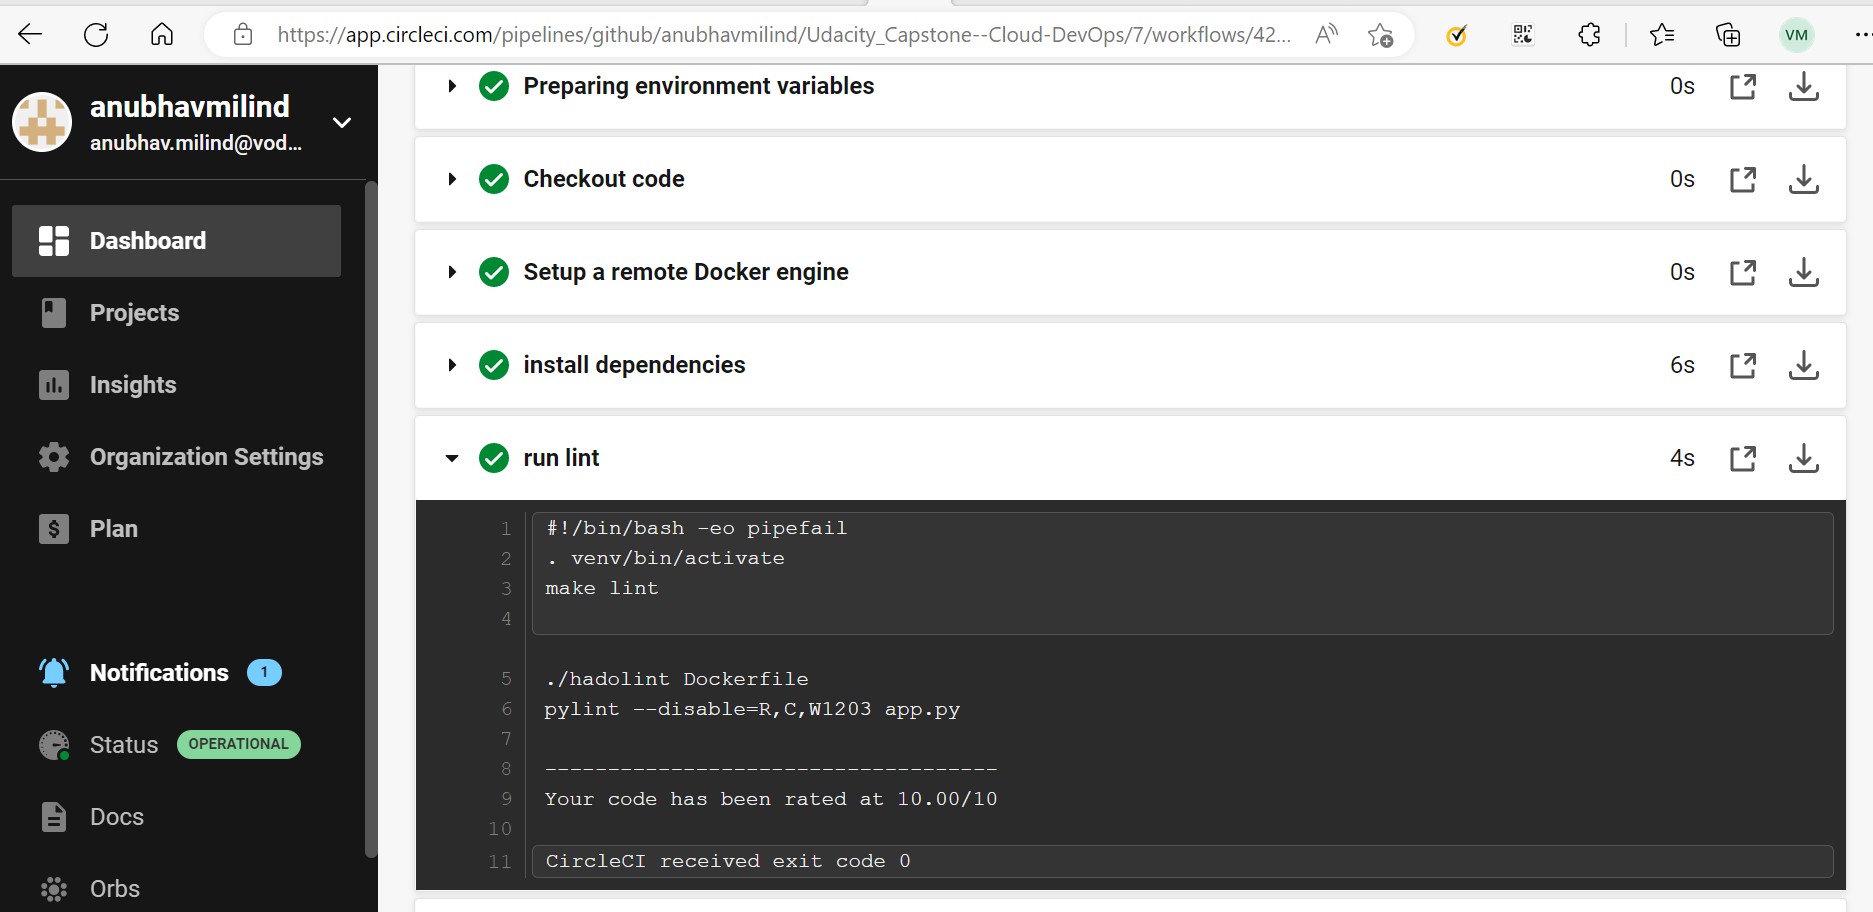 https://app.circleci.com/pipelines/github/anubhavmilind/Udacity_Capstone--Cloud-DevOps/7/workflows/42...
VM
anubhavmilind
anubhav.milind@vod...
Dashboard
Projects
Insights
Organization Settings
Plan
Notifications 1
Status OPERATIONAL
Docs
Orbs
Preparing environment variables 0s
Checkout code 0s
Setup a remote Docker engine 0s
install dependencies 6s
run lint 4s
1 #!/bin/bash -eo pipefail
2 . venv/bin/activate
3 make lint
4
5 ./hadolint Dockerfile
6 pylint --disable=R,C,W1203 app.py
7
8 ------------------------------------
9 Your code has been rated at 10.00/10
10
11 CircleCI received exit code 0